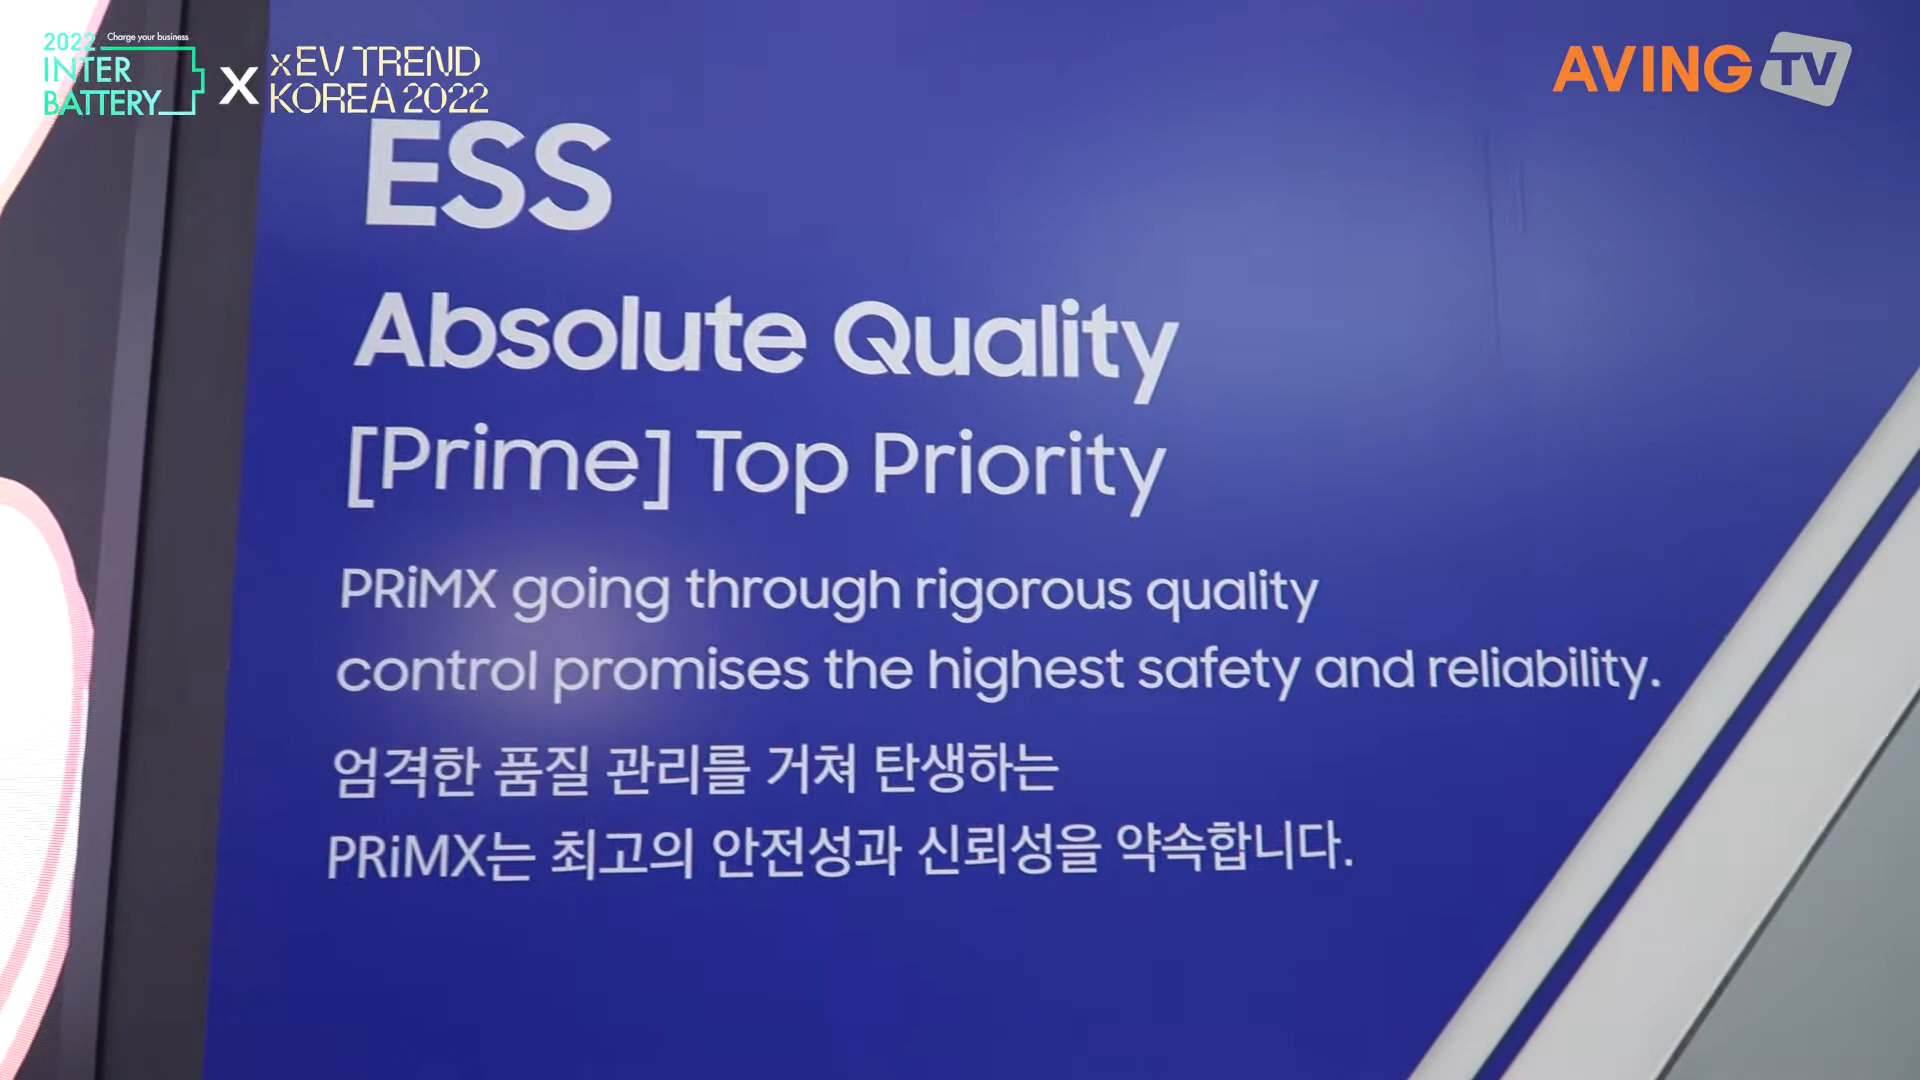 2022 Charge your business
INTER
BATTERY
X
xEV TREND
KOREA 2022
AVING TV
ESS
Absolute Quality
[Prime] Top Priority
PRiMX going through rigorous quality
control promises the highest safety and reliability.
엄격한 품질 관리를 거쳐 탄생하는
PRiMX는 최고의 안전성과 신뢰성을 약속합니다.